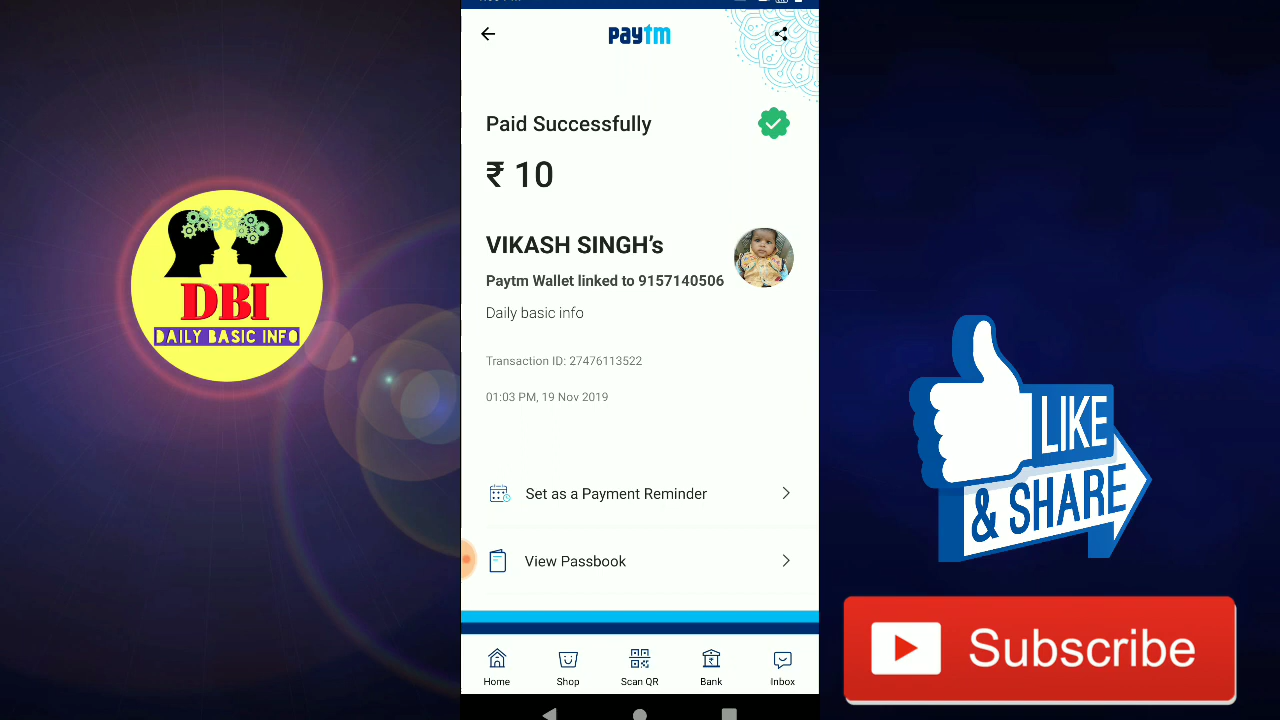 paytm
Paid Successfully
₹ 10
VIKASH SINGH’s
Paytm Wallet linked to 9157140506
Daily basic info
Transaction ID: 27476113522
01:03 PM, 19 Nov 2019
Set as a Payment Reminder
View Passbook
Home Shop Scan QR Bank Inbox
DBI
DAILY BASIC INFO
LIKE
& SHARE
Subscribe